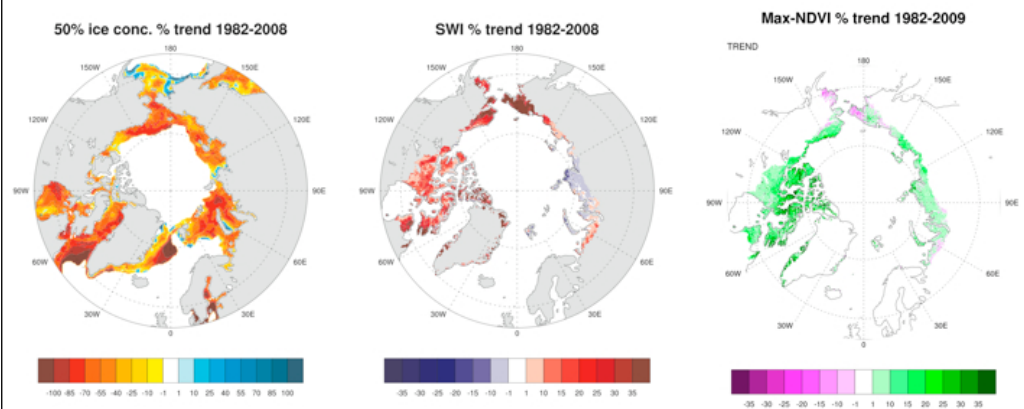 50% ice conc. % trend 1982-2008
180
150W
150E
120W
120E
90W
90E
60W
60E
30W
30E
0
-100 -85 -70 -55 -40 -25 -10 -1 1 10 25 40 55 70 85 100
SWI % trend 1982-2008
180
150W
150E
120W
120E
90W
90E
60W
60E
30W
30E
0
-35 -30 -25 -20 -15 -10 -1 1 10 15 20 25 30 35
Max-NDVI % trend 1982-2009
TREND
180
150W
150E
120W
120E
90W
90E
60W
60E
30W
30E
0
-35 -30 -25 -20 -15 -10 -1 1 10 15 20 25 30 35